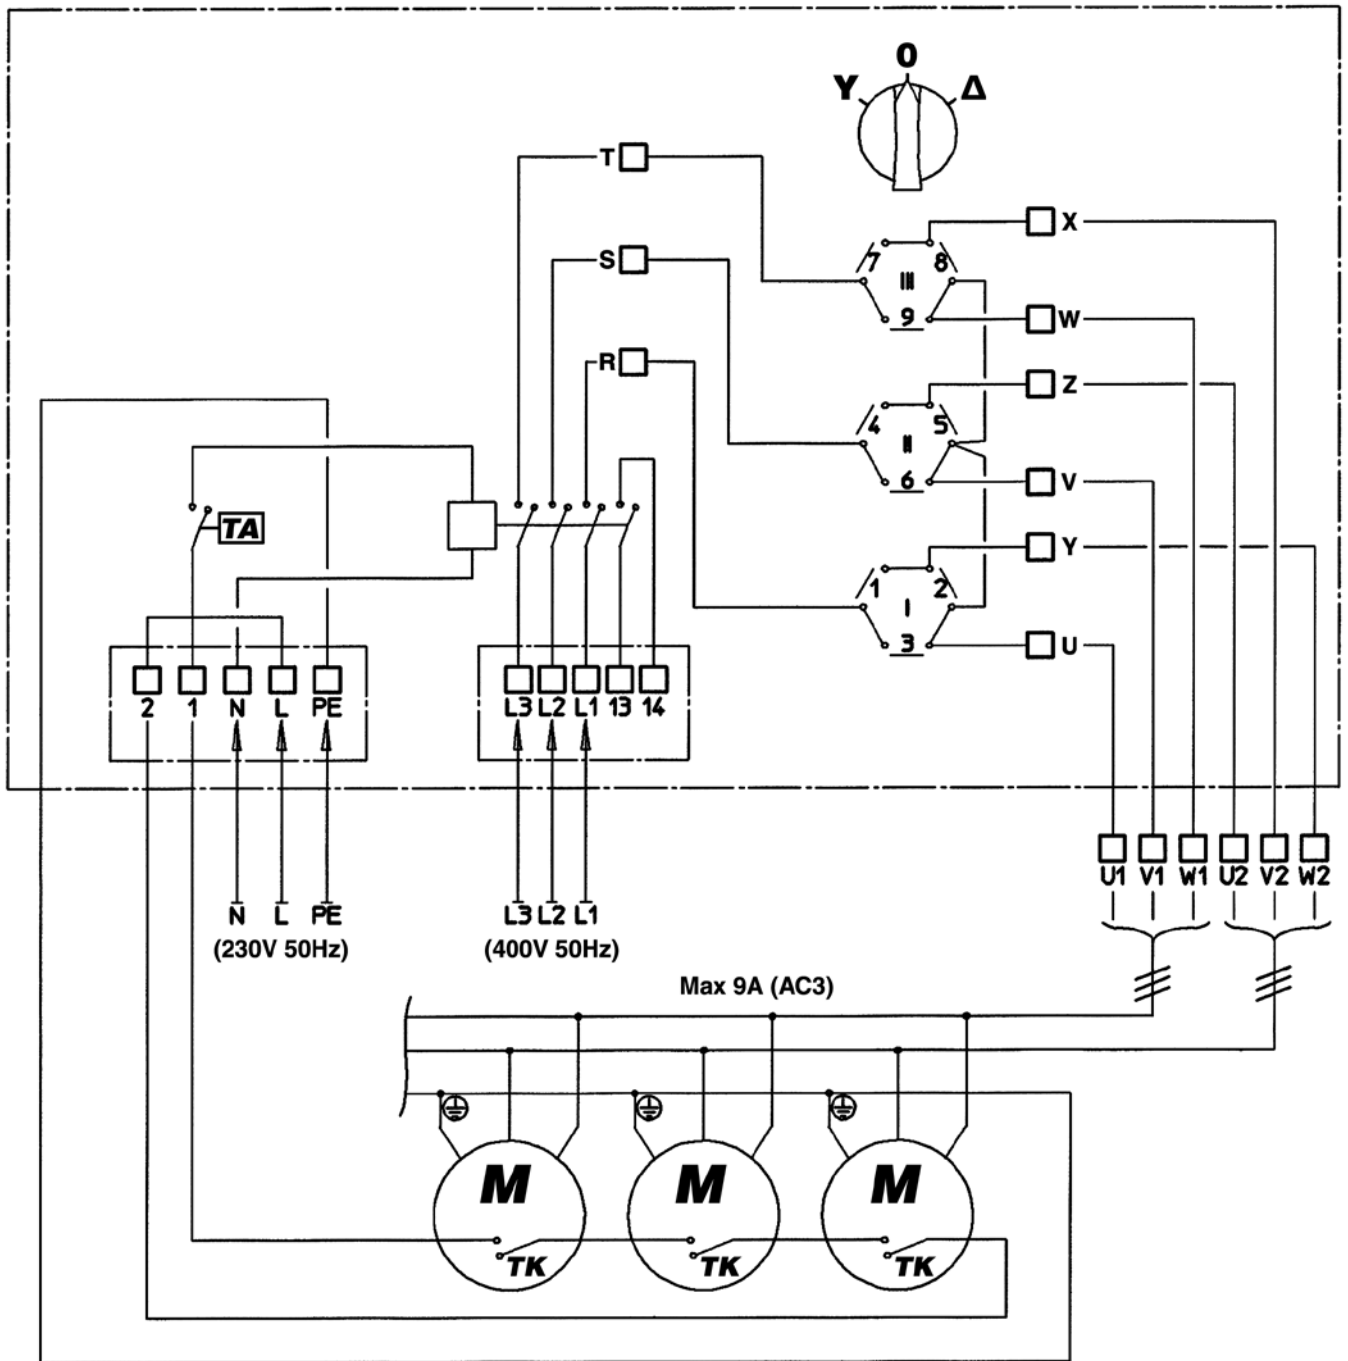 0
Y Δ
T
X
S
7 8
III
9
W
R
Z
4 5
II
6
V
TA
Y
1 2
I
3
U
2 1 N L PE
L3 L2 L1 13 14
U1 V1 W1 U2 V2 W2
N L PE
L3 L2 L1
(230V 50Hz)
(400V 50Hz)
Max 9A (AC3)
M M M
TK TK TK